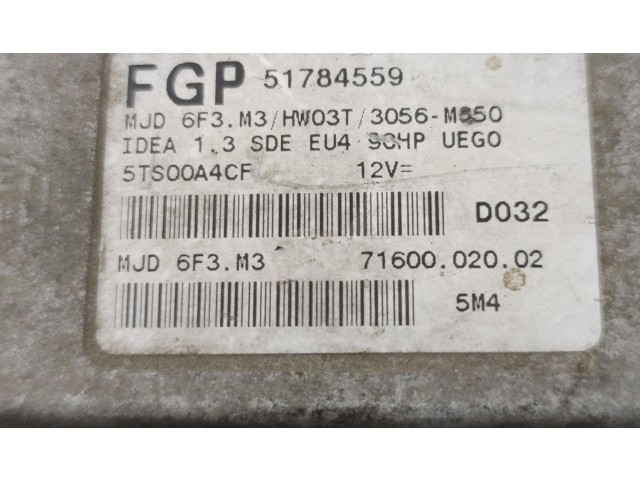 FGP 51784559
MJD 6F3.M3/HW03T/3056-M650
IDEA 1.3 SDE EU4 90HP UEGO
5TS00A4CF 12V=
D032
MJD 6F3.M3 71600.020.02
5M4